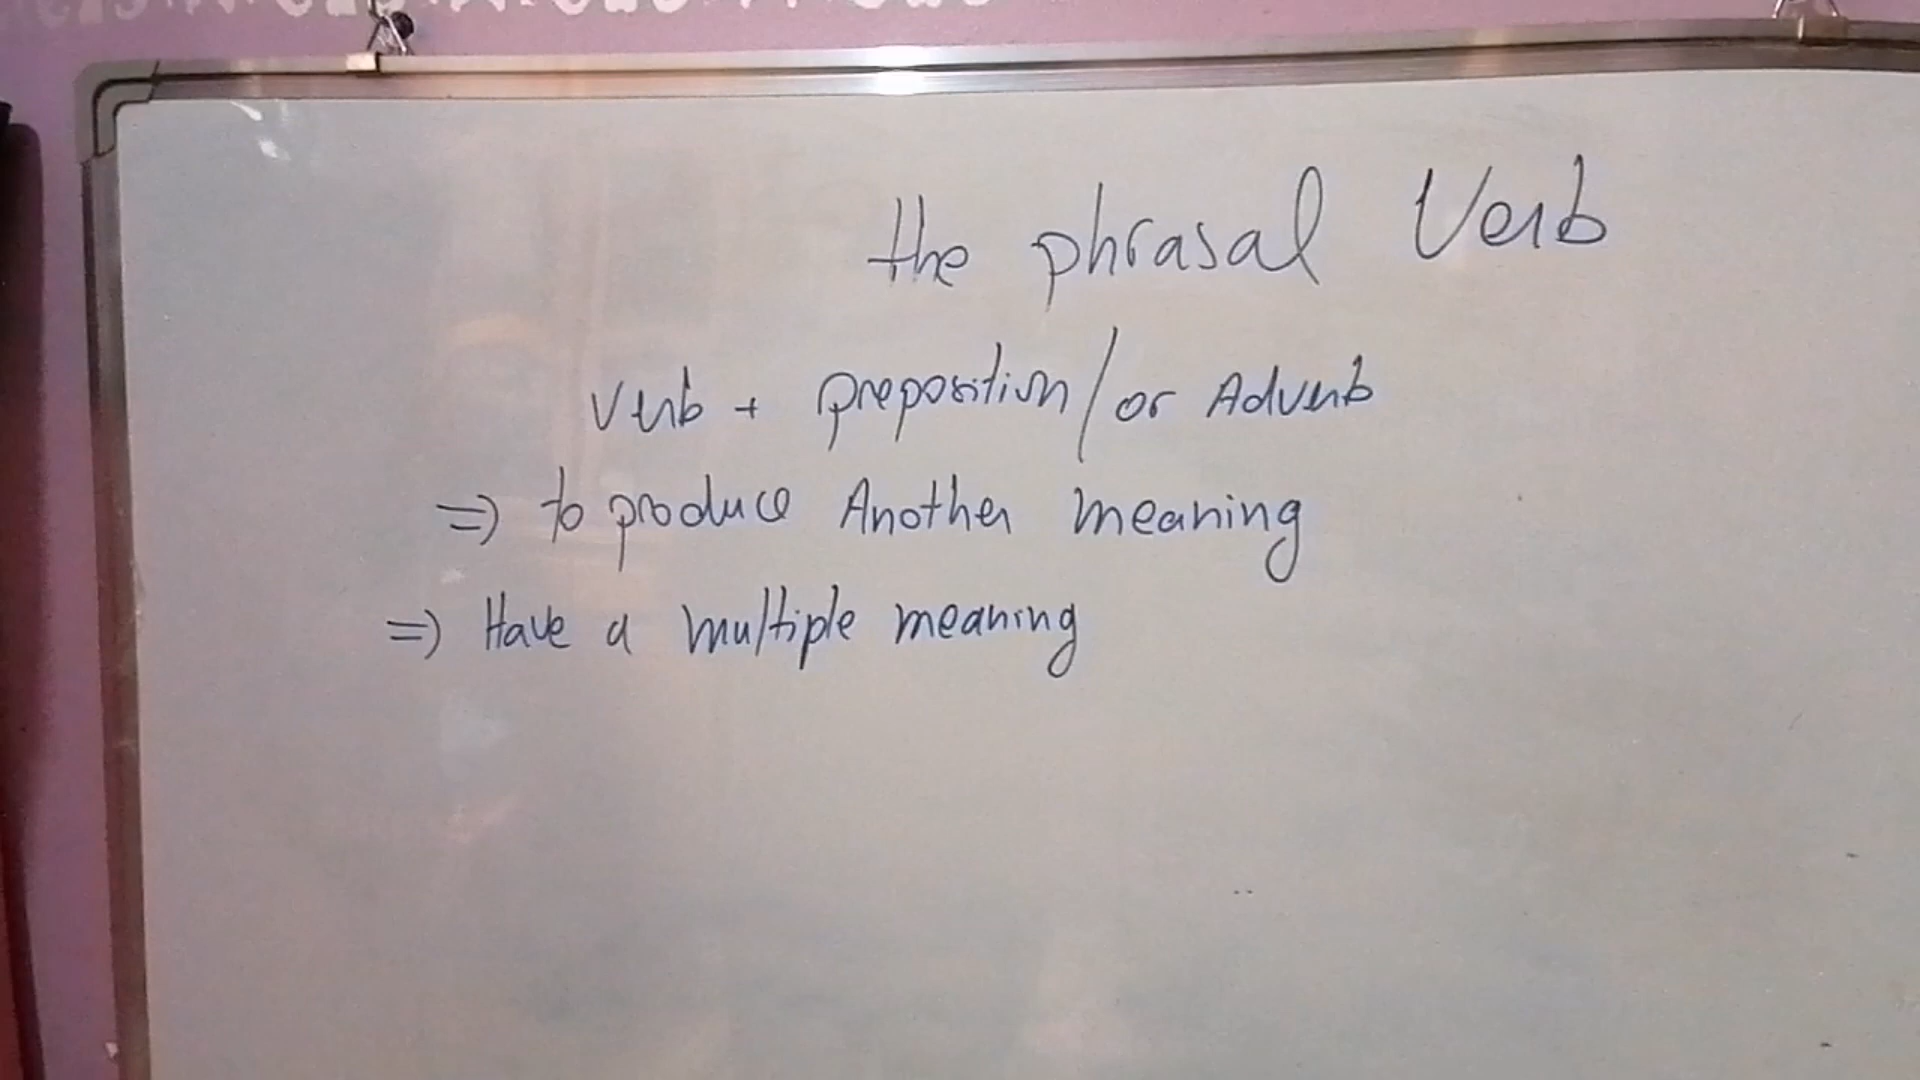 the phrasal Verb
verb + preposition / or Adverb
=> to produce Another meaning
=> Have a multiple meaning